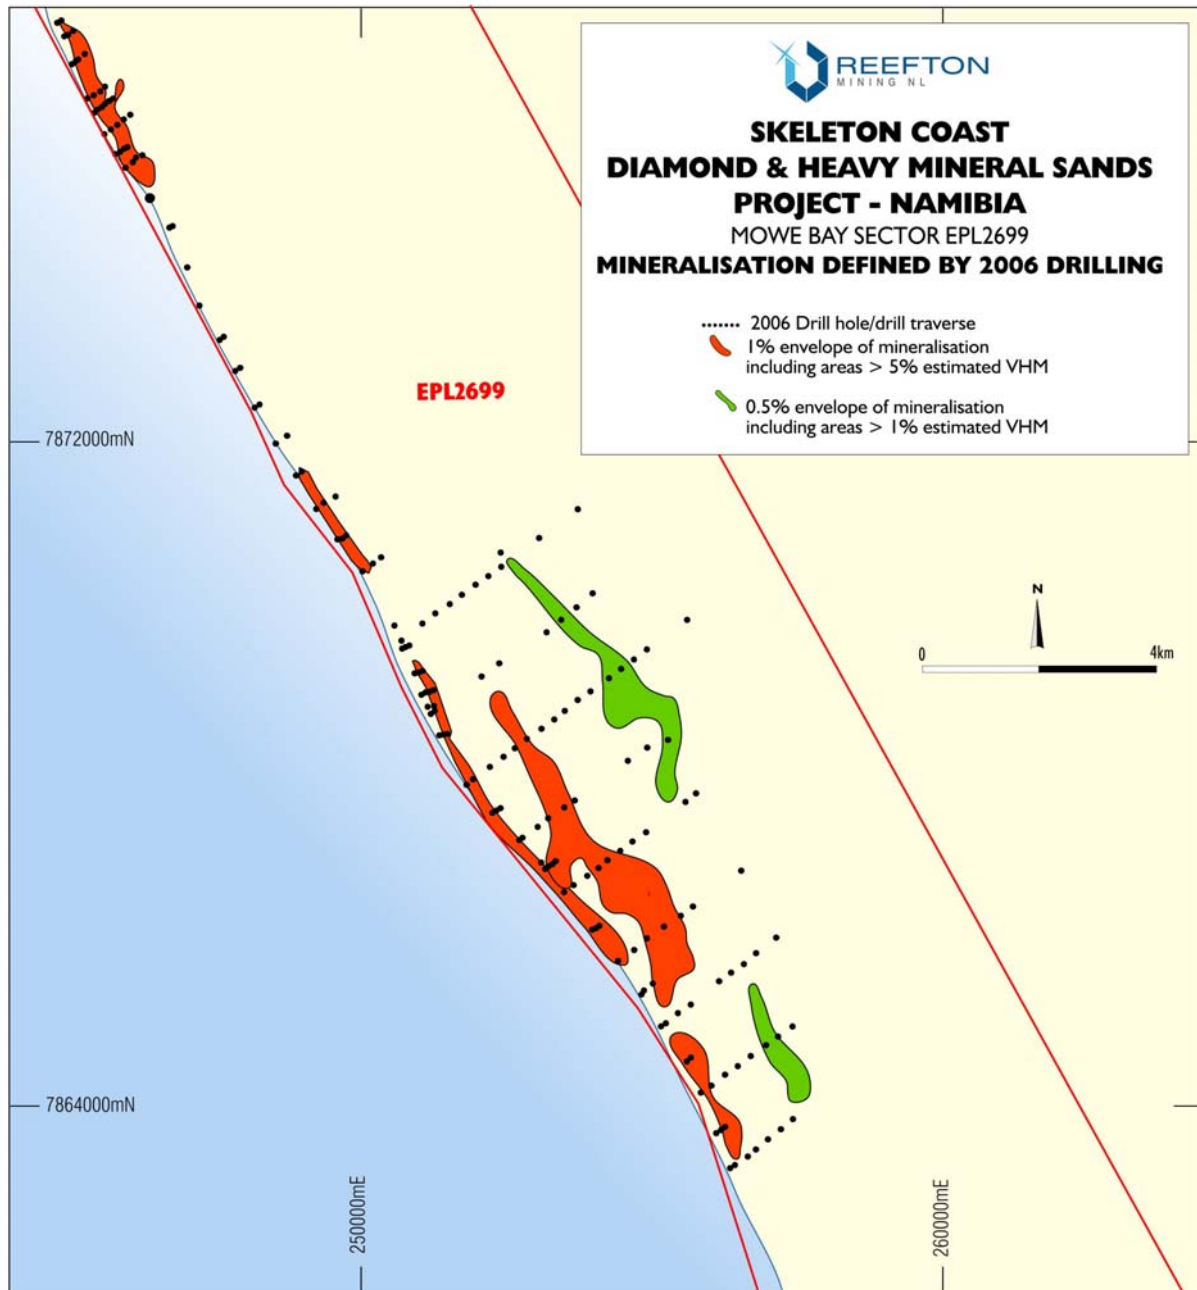 REEFTON
MINING NL
SKELETON COAST
DIAMOND & HEAVY MINERAL SANDS
PROJECT - NAMIBIA
MOWE BAY SECTOR EPL2699
MINERALISATION DEFINED BY 2006 DRILLING
2006 Drill hole/drill traverse
1% envelope of mineralisation
including areas > 5% estimated VHM
0.5% envelope of mineralisation
including areas > 1% estimated VHM
EPL2699
7872000mN
N
0 4km
7864000mN
250000mE
260000mE